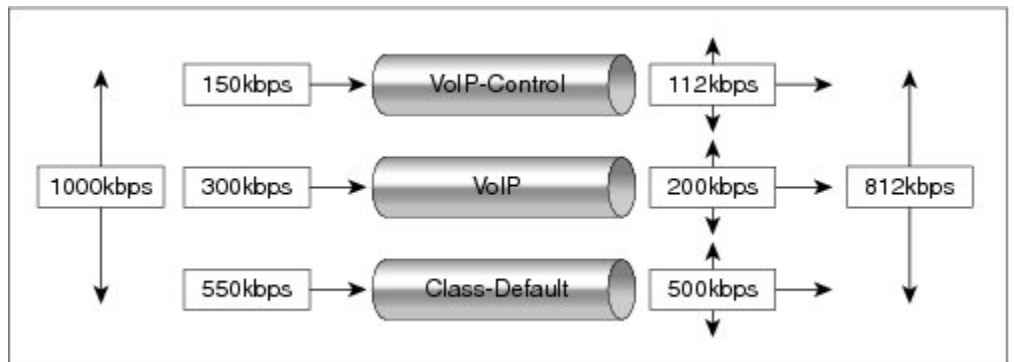 150kbps VoIP-Control 112kbps
1000kbps 300kbps VoIP 200kbps 812kbps
550kbps Class-Default 500kbps